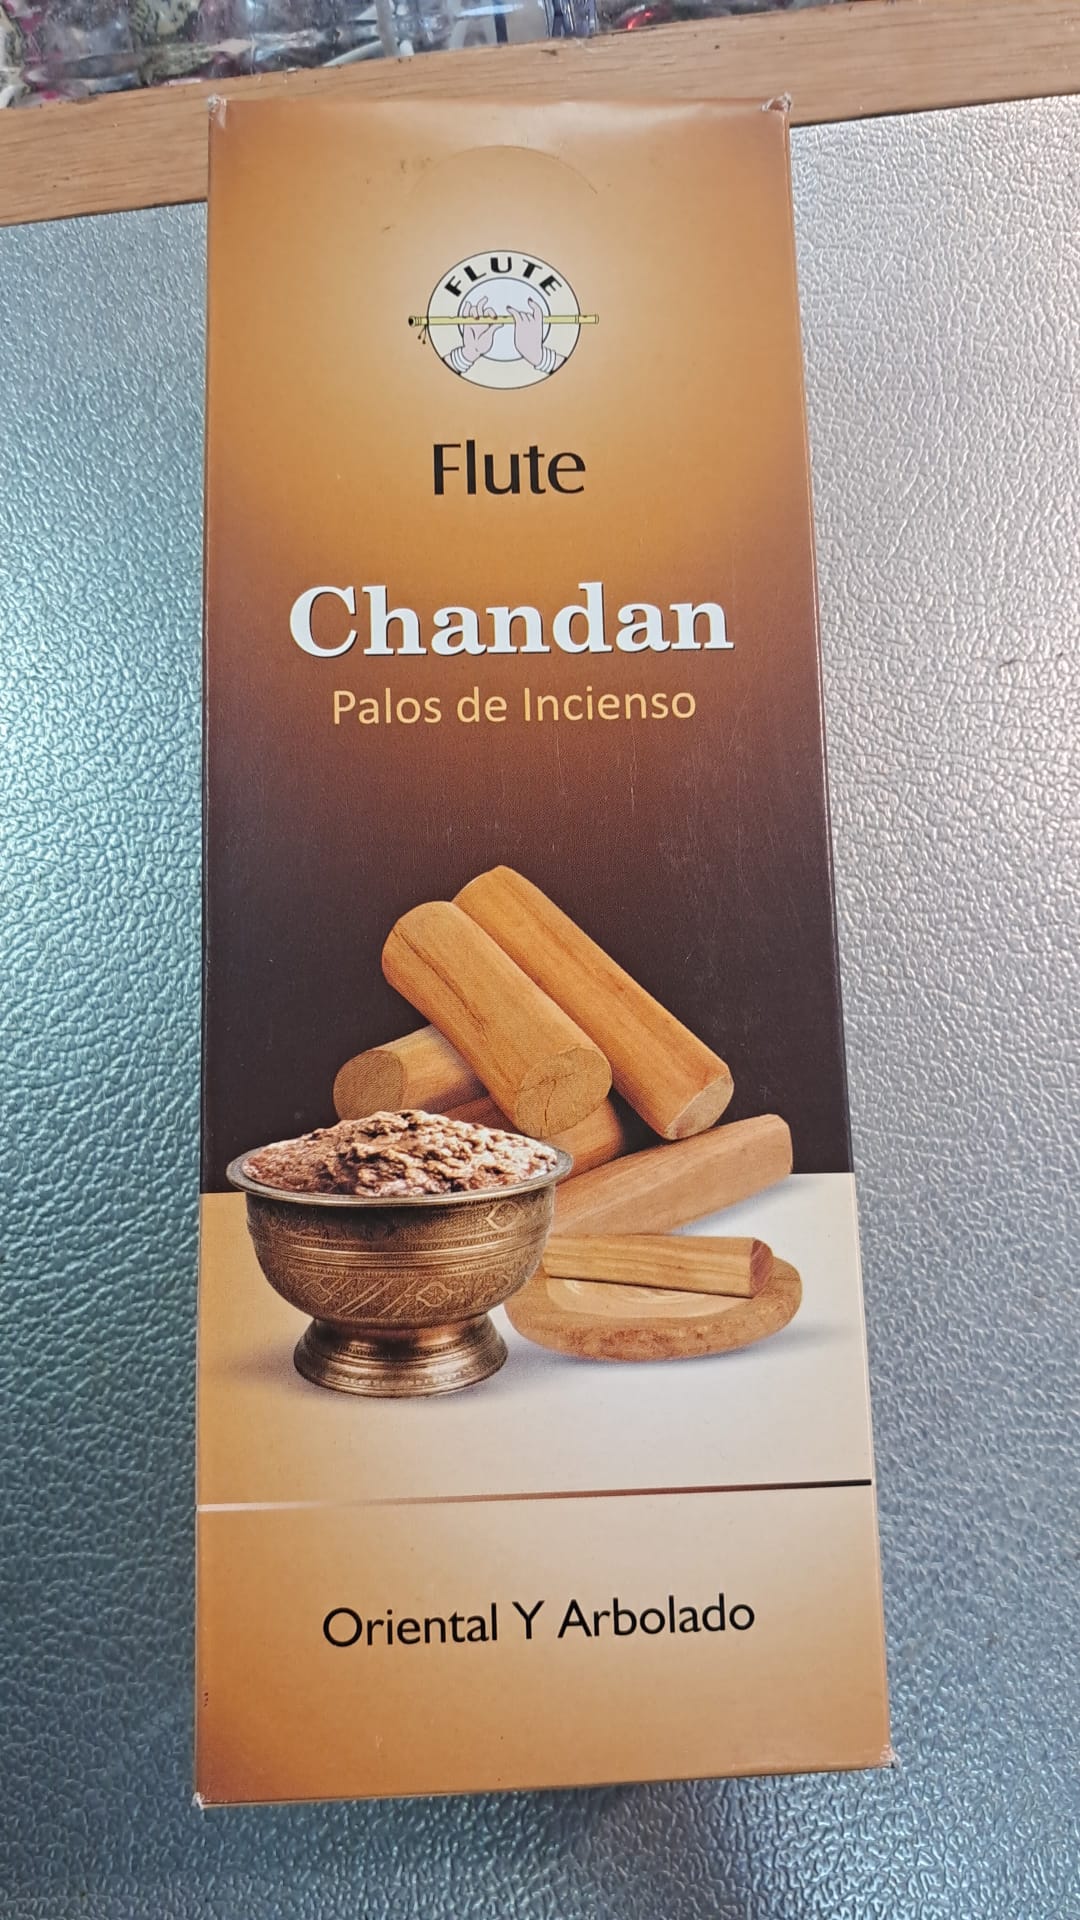 FLUTE
Flute
Chandan
Palos de Incienso
Oriental Y Arbolado